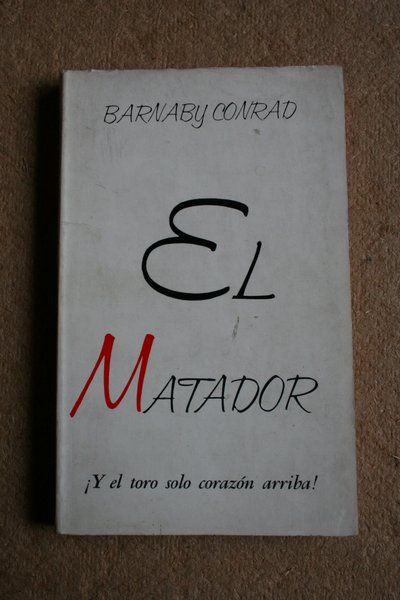 BARNABY CONRAD
EL
MATADOR
¡Y el toro solo corazón arriba!